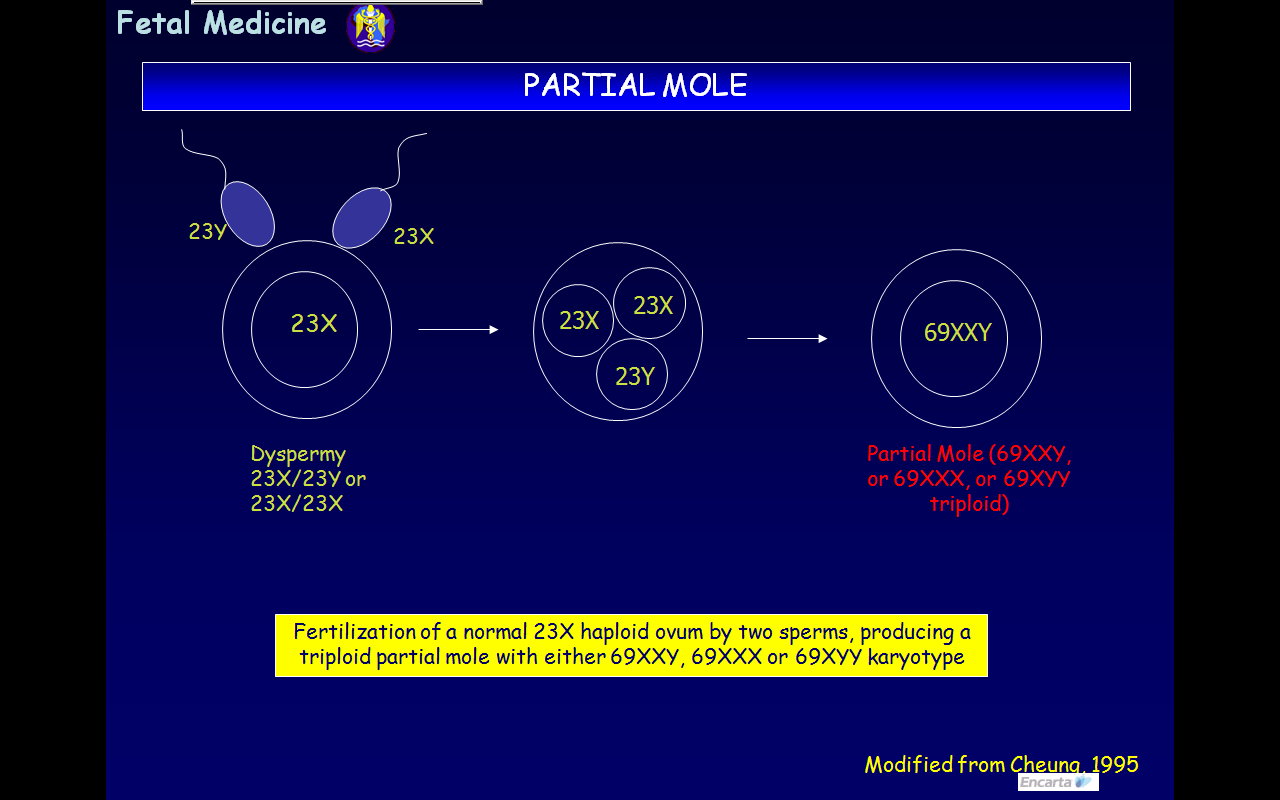 Fetal Medicine
PARTIAL MOLE
23Y
23X
23X
23X
23X
23Y
69XXY
Dyspermy
23X/23Y or
23X/23X
Partial Mole (69XXY,
or 69XXX, or 69XYY
triploid)
Fertilization of a normal 23X haploid ovum by two sperms, producing a
triploid partial mole with either 69XXY, 69XXX or 69XYY karyotype
Modified from Cheung, 1995
Encarta